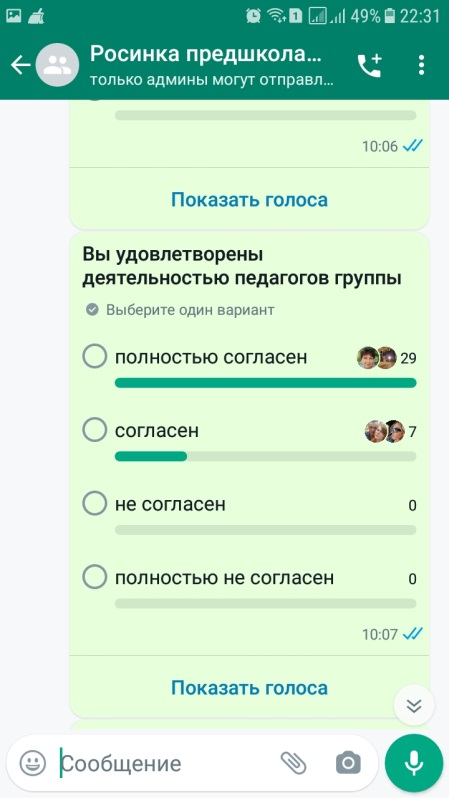 1 49% 22:31
Росинка предшкола...
только админы могут отправл...
10:06
Показать голоса
Вы удовлетворены
деятельностью педагогов группы
Выберите один вариант
полностью согласен 29
согласен 7
не согласен 0
полностью не согласен 0
10:07
Показать голоса
Сообщение